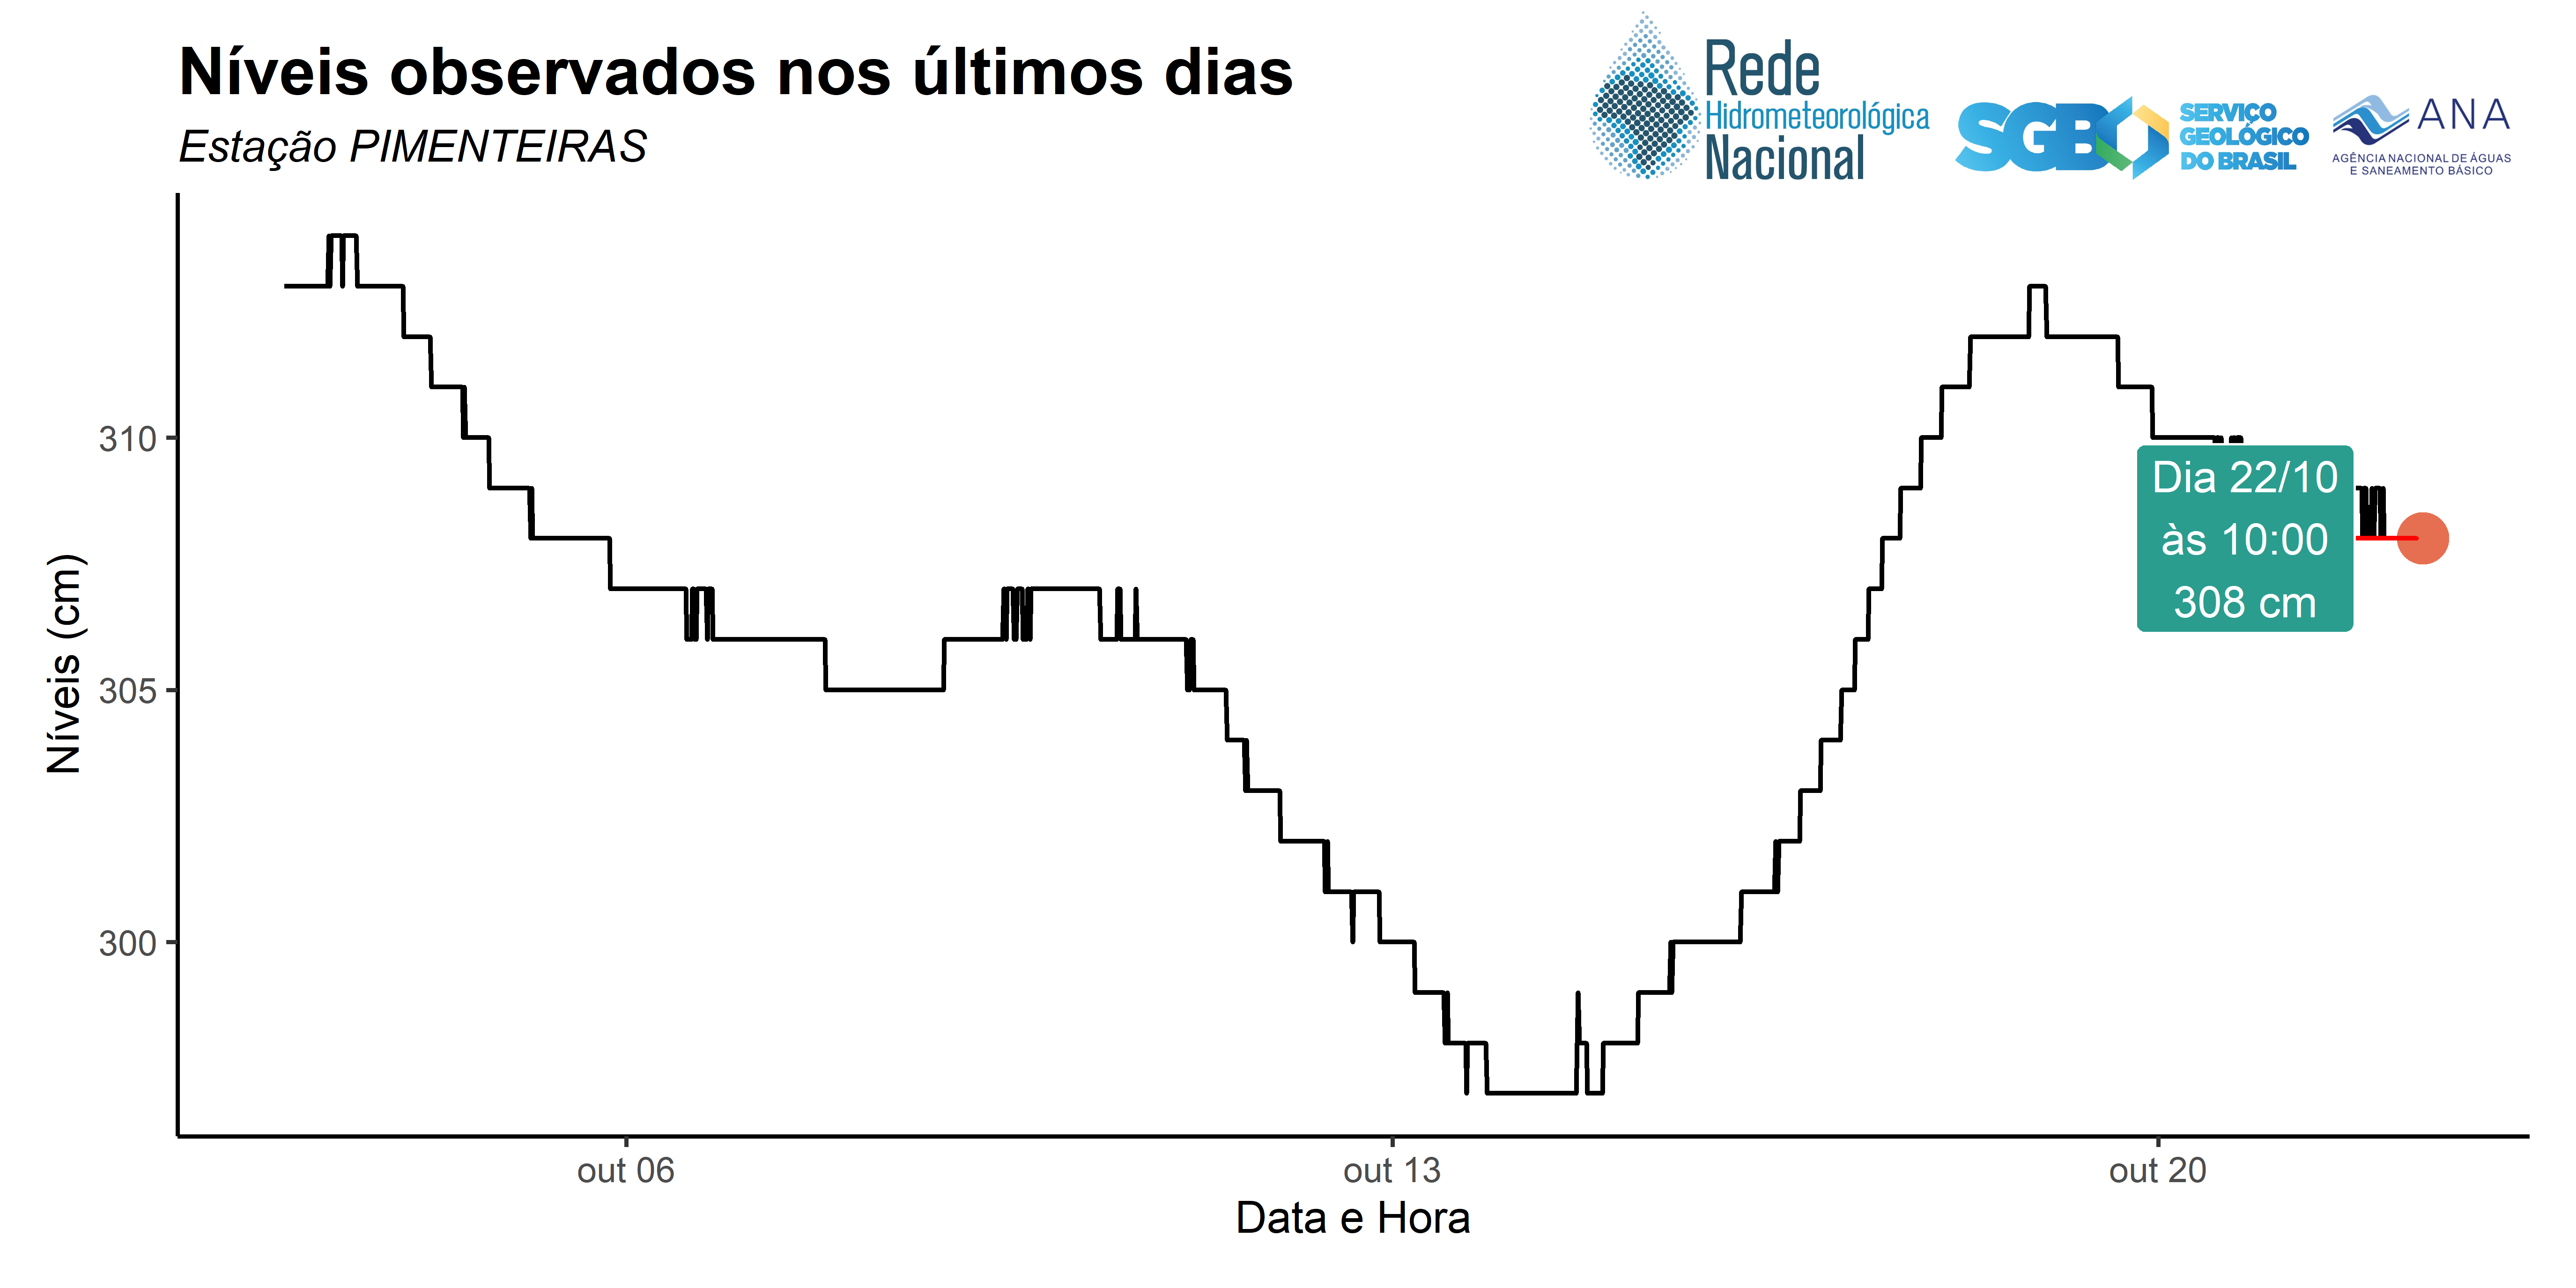 Níveis observados nos últimos dias
Estação PIMENTEIRAS
Rede
Hidrometeorológica
Nacional
SGB
SERVIÇO
GEOLÓGICO
DO BRASIL
ANA
AGÊNCIA NACIONAL DE ÁGUAS
E SANEAMENTO BÁSICO
Níveis (cm)
310
305
300
Dia 22/10
às 10:00
308 cm
out 06
out 13
out 20
Data e Hora